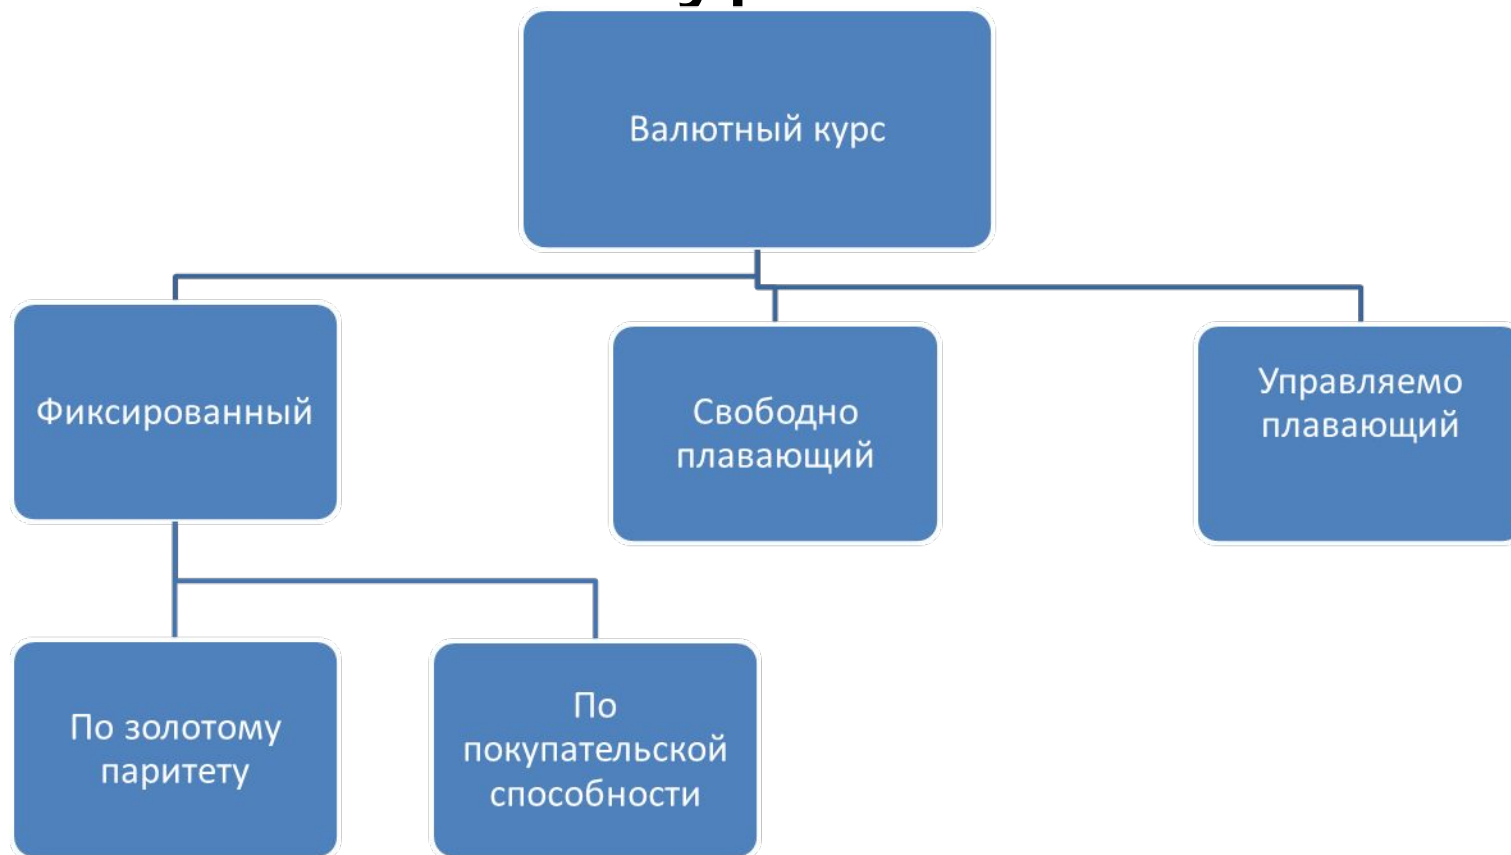 Валютный курс
Фиксированный
Свободно
плавающий
Управляемо
плавающий
По золотому
паритету
По
покупательской
способности